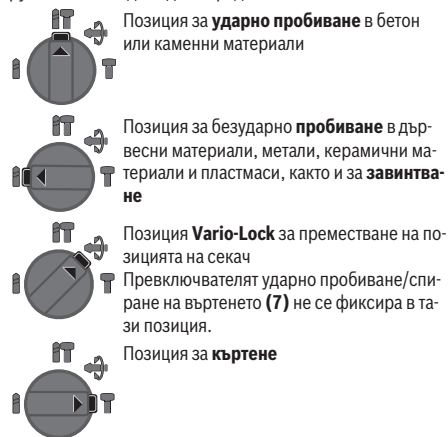 Позиция за ударно пробиване в бетон
или каменни материали
Позиция за безударно пробиване в дър-
весни материали, метали, керамични ма-
териали и пластмаси, както и за завинтва-
не
Позиция Vario-Lock за преместване на по-
зицията на секач
Превключвателят ударно пробиване/спи-
ране на въртенето (7) не се фиксира в та-
зи позиция.
Позиция за къртене